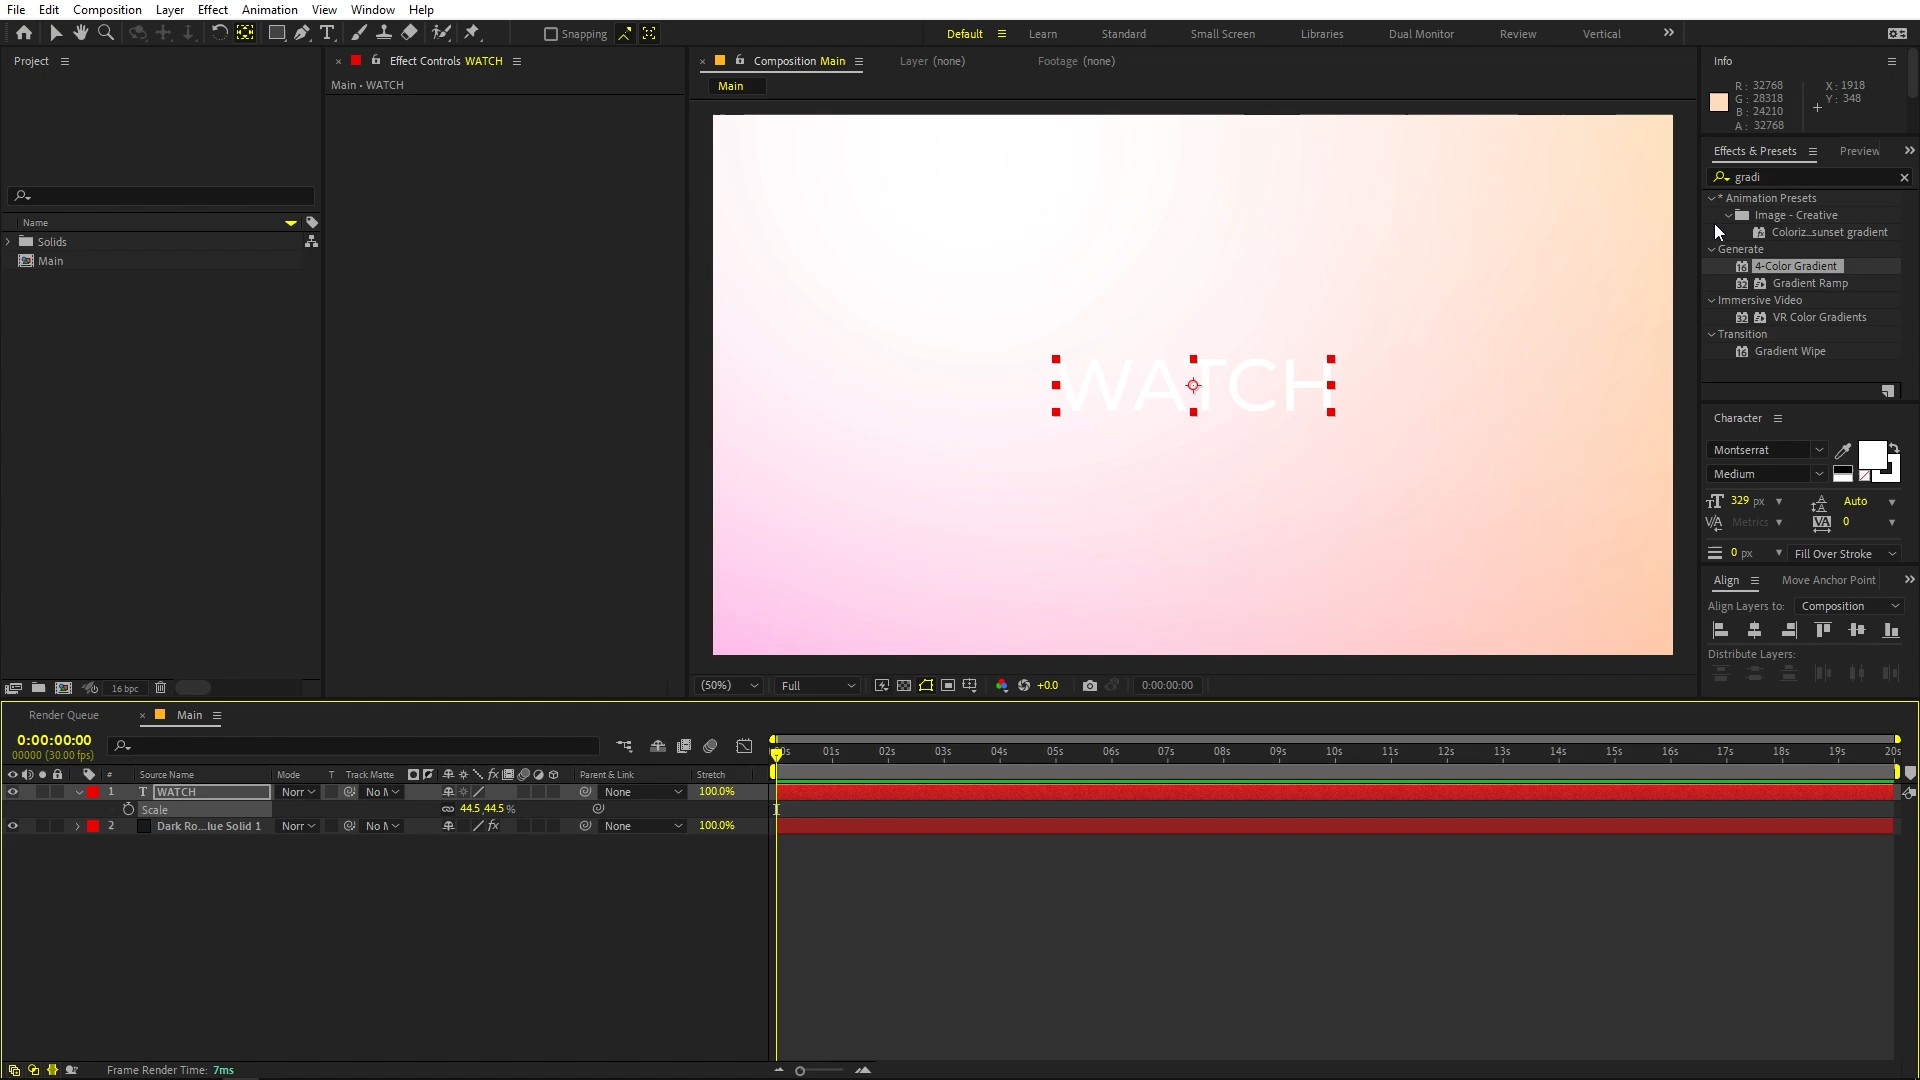 File Edit Composition Layer Effect Animation View Window Help
Snapping
Default Learn Standard Small Screen Libraries Dual Monitor Review Vertical
Project
Name
Solids
Main
Effect Controls WATCH
Main • WATCH
Composition Main
Layer (none)
Footage (none)
Main
WATCH
Info
R: 32768
G: 28318
B: 24210
A: 32768
X: 1918
Y: 348
Effects & Presets
Preview
gradi
* Animation Presets
Image - Creative
Coloriz...sunset gradient
Generate
4-Color Gradient
Gradient Ramp
Immersive Video
VR Color Gradients
Transition
Gradient Wipe
Character
Montserrat
Medium
329 px
Auto
Metrics
0
0 px
Fill Over Stroke
Align
Move Anchor Point
Align Layers to: Composition
Distribute Layers:
16 bpc
(50%)
Full
+0.0
0:00:00:00
Render Queue
Main
0:00:00:00
00000 (30.00 fps)
# Source Name Mode T Track Matte Parent & Link Stretch
1 T WATCH Norr No M None 100.0%
Scale 44.5, 44.5 %
2 Dark Ro...lue Solid 1 Norr No M None 100.0%
00s 01s 02s 03s 04s 05s 06s 07s 08s 09s 10s 11s 12s 13s 14s 15s 16s 17s 18s 19s 20s
Frame Render Time: 7ms